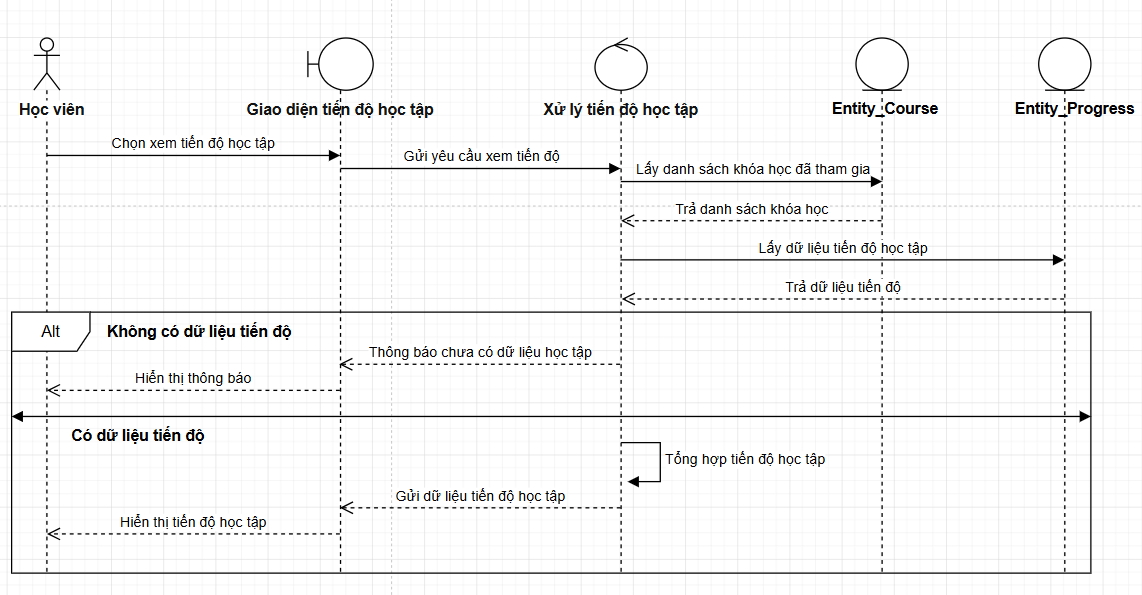 Học viên
Giao diện tiến độ học tập
Xử lý tiến độ học tập
Entity_Course
Entity_Progress
Chọn xem tiến độ học tập
Gửi yêu cầu xem tiến độ
Lấy danh sách khóa học đã tham gia
Trả danh sách khóa học
Lấy dữ liệu tiến độ học tập
Trả dữ liệu tiến độ
Alt
Không có dữ liệu tiến độ
Thông báo chưa có dữ liệu học tập
Hiển thị thông báo
Có dữ liệu tiến độ
Tổng hợp tiến độ học tập
Gửi dữ liệu tiến độ học tập
Hiển thị tiến độ học tập